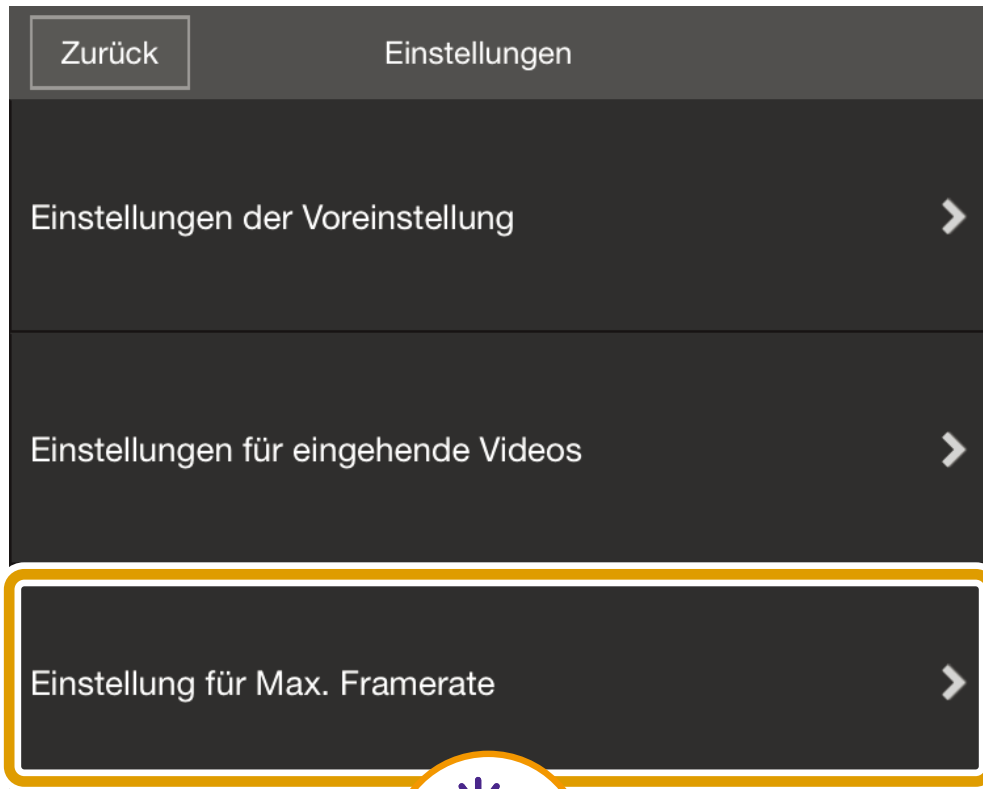 Zurück
Einstellungen
Einstellungen der Voreinstellung
Einstellungen für eingehende Videos
Einstellung für Max. Framerate